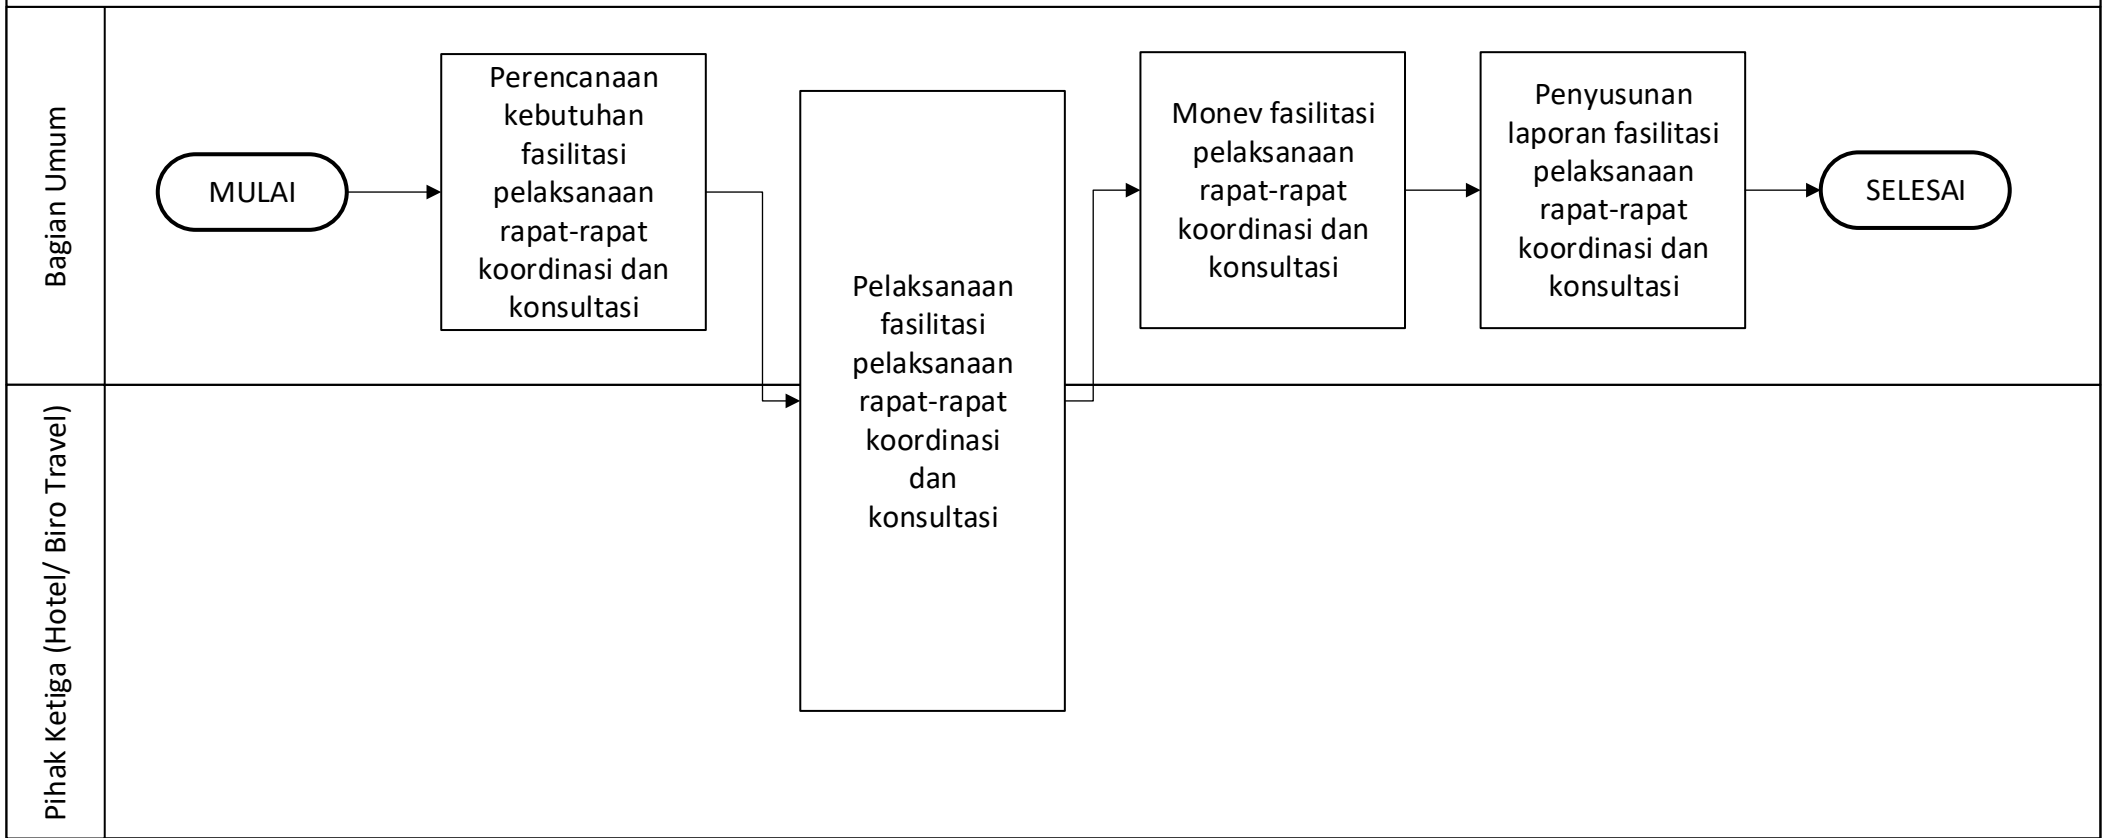 Bagian Umum
MULAI
Perencanaan
kebutuhan
fasilitasi
pelaksanaan
rapat-rapat
koordinasi dan
konsultasi
Pelaksanaan
fasilitasi
pelaksanaan
rapat-rapat
koordinasi
dan
konsultasi
Monev fasilitasi
pelaksanaan
rapat-rapat
koordinasi dan
konsultasi
Penyusunan
laporan fasilitasi
pelaksanaan
rapat-rapat
koordinasi dan
konsultasi
SELESAI
Pihak Ketiga (Hotel/ Biro Travel)